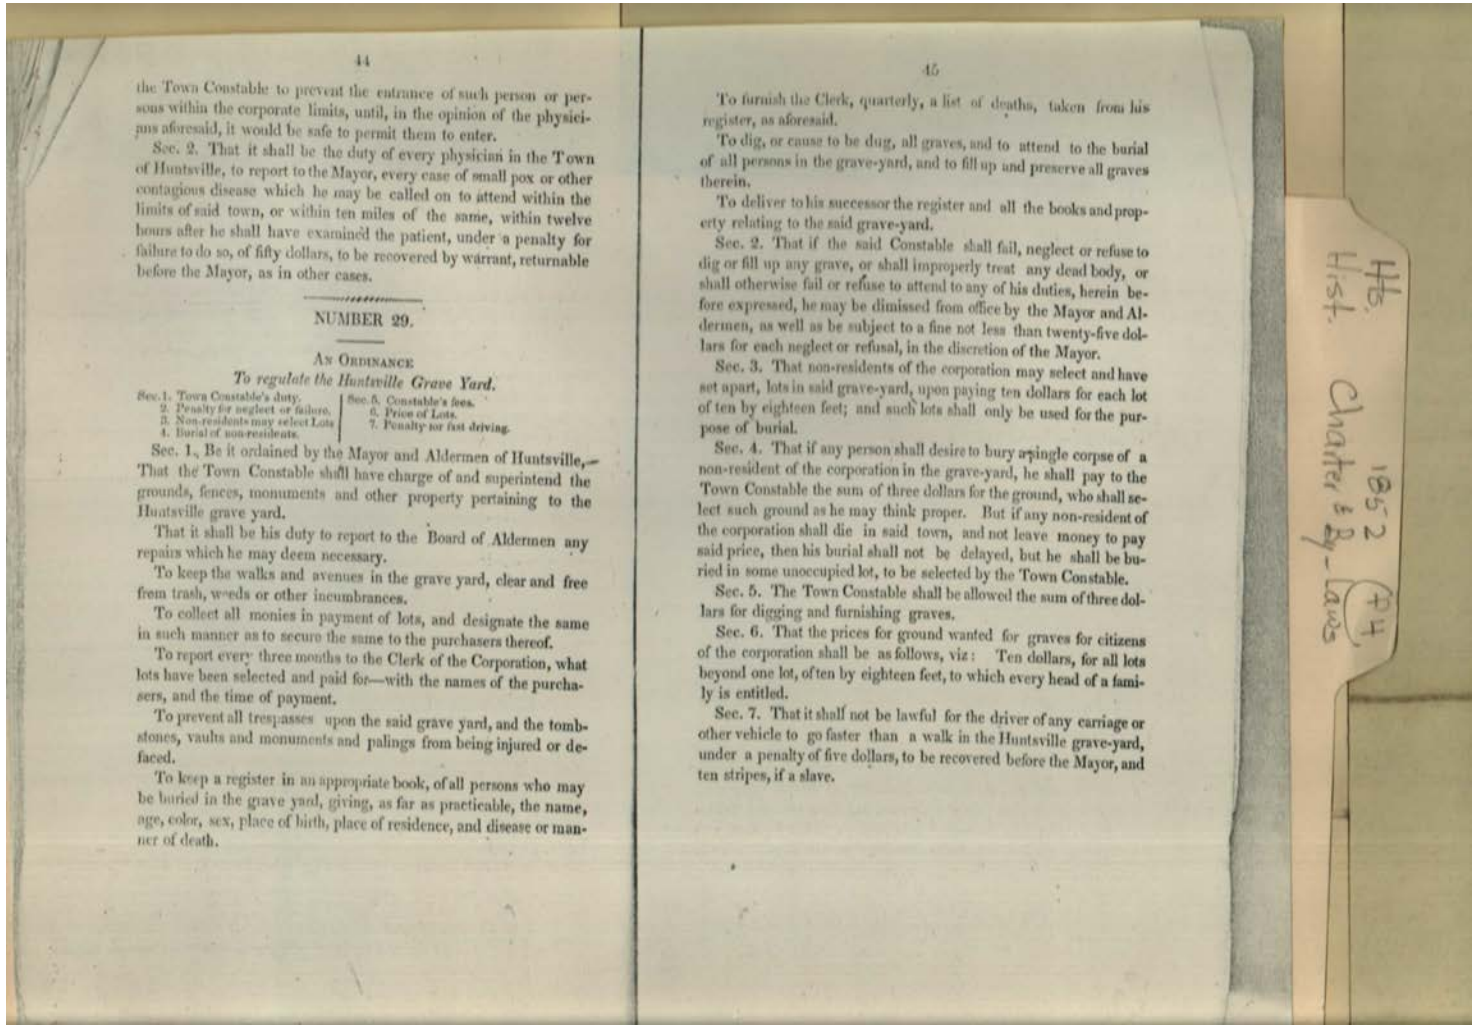 44
the Town Constable to prevent the entrance of such person or per-
sons within the corporate limits, until, in the opinion of the physici-
ans aforesaid, it would be safe to permit them to enter.
Sec. 2. That it shall be the duty of every physician in the Town
of Huntsville, to report to the Mayor, every case of small pox or other
contagious disease which he may be called on to attend within the
limits of said town, or within ten miles of the same, within twelve
hours after he shall have examined the patient, under a penalty for
failure to do so, of fifty dollars, to be recovered by warrant, returnable
before the Mayor, as in other cases.
NUMBER 29.
AN ORDINANCE
To regulate the Huntsville Grave Yard.
Sec. 1. Town Constable's duty.
2. Penalty for neglect or failure.
3. Non-residents may select Lots
4. Burial of non-residents.
Sec. 5. Constable's fees.
6. Price of Lots.
7. Penalty for fast driving.
Sec. 1., Be it ordained by the Mayor and Aldermen of Huntsville,—
That the Town Constable shall have charge of and superintend the
grounds, fences, monuments and other property pertaining to the
Huntsville grave yard.
That it shall be his duty to report to the Board of Aldermen any
repairs which he may deem necessary.
To keep the walks and avenues in the grave yard, clear and free
from trash, weeds or other incumbrances.
To collect all monies in payment of lots, and designate the same
in such manner as to secure the same to the purchasers thereof.
To report every three months to the Clerk of the Corporation, what
lots have been selected and paid for—with the names of the purcha-
sers, and the time of payment.
To prevent all trespasses upon the said grave yard, and the tomb-
stones, vaults and monuments and palings from being injured or de-
faced.
To keep a register in an appropriate book, of all persons who may
be buried in the grave yard, giving, as far as practicable, the name,
age, color, sex, place of birth, place of residence, and disease or man-
ner of death.
45
To furnish the Clerk, quarterly, a list of deaths, taken from his
register, as aforesaid.
To dig, or cause to be dug, all graves, and to attend to the burial
of all persons in the grave-yard, and to fill up and preserve all graves
therein.
To deliver to his successor the register and all the books and prop-
erty relating to the said grave-yard.
Sec. 2. That if the said Constable shall fail, neglect or refuse to
dig or fill up any grave, or shall improperly treat any dead body, or
shall otherwise fail or refuse to attend to any of his duties, herein be-
fore expressed, he may be dimissed from office by the Mayor and Al-
dermen, as well as be subject to a fine not less than twenty-five dol-
lars for each neglect or refusal, in the discretion of the Mayor.
Sec. 3. That non-residents of the corporation may select and have
set apart, lots in said grave-yard, upon paying ten dollars for each lot
of ten by eighteen feet; and such lots shall only be used for the pur-
pose of burial.
Sec. 4. That if any person shall desire to bury a single corpse of a
non-resident of the corporation in the grave-yard, he shall pay to the
Town Constable the sum of three dollars for the ground, who shall se-
lect such ground as he may think proper. But if any non-resident of
the corporation shall die in said town, and not leave money to pay
said price, then his burial shall not be delayed, but he shall be bu-
ried in some unoccupied lot, to be selected by the Town Constable.
Sec. 5. The Town Constable shall be allowed the sum of three dol-
lars for digging and furnishing graves.
Sec. 6. That the prices for ground wanted for graves for citizens
of the corporation shall be as follows, viz: Ten dollars, for all lots
beyond one lot, of ten by eighteen feet, to which every head of a fami-
ly is entitled.
Sec. 7. That it shall not be lawful for the driver of any carriage or
other vehicle to go faster than a walk in the Huntsville grave-yard,
under a penalty of five dollars, to be recovered before the Mayor, and
ten stripes, if a slave.
Hist. Charter & By-Laws
1852